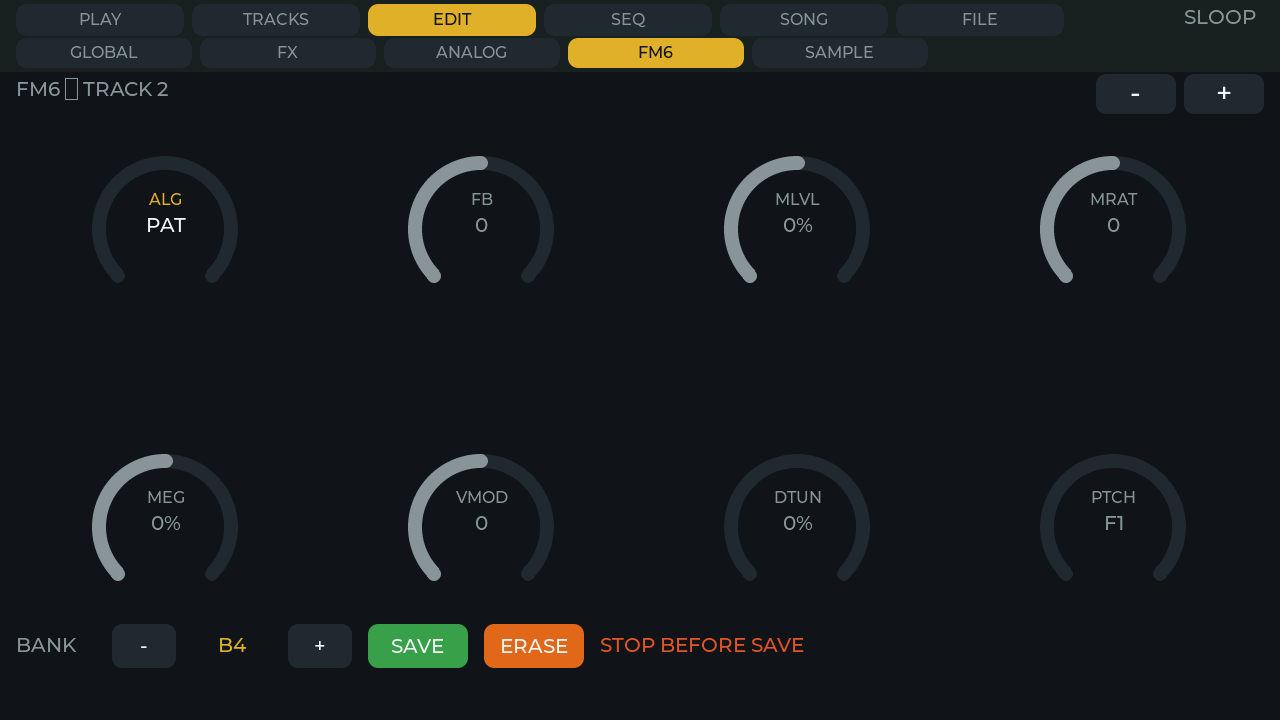 PLAY TRACKS EDIT SEQ SONG FILE SLOOP
GLOBAL FX ANALOG FM6 SAMPLE
FM6 TRACK 2 - +
ALG FB MLVL MRAT
PAT 0 0% 0
MEG VMOD DTUN PTCH
0% 0 0% F1
BANK - B4 + SAVE ERASE STOP BEFORE SAVE